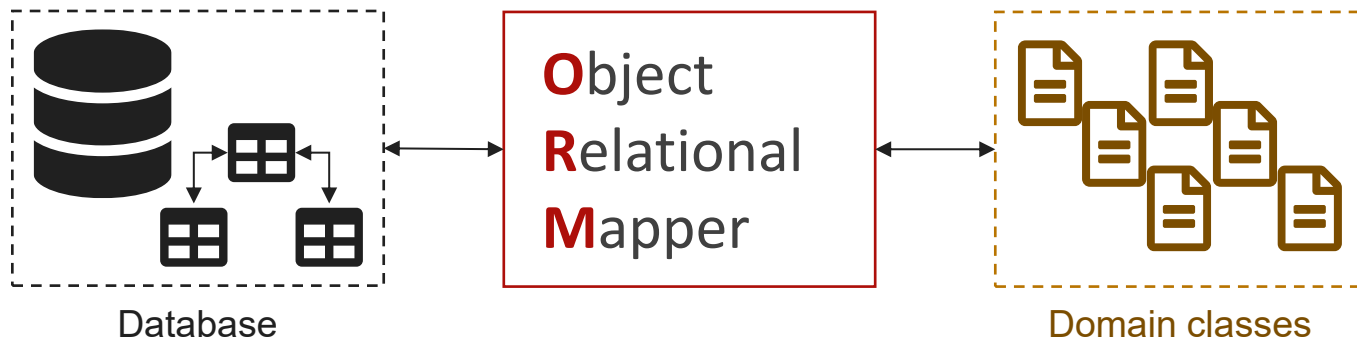 Object
Relational
Mapper
Database
Domain classes